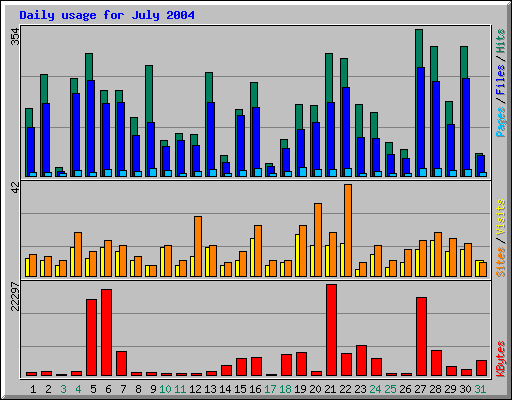 Daily usage for July 2004
354
Pages / Files / Hits
42
Sites / Visits
22297
KBytes
1 2 3 4 5 6 7 8 9 10 11 12 13 14 15 16 17 18 19 20 21 22 23 24 25 26 27 28 29 30 31